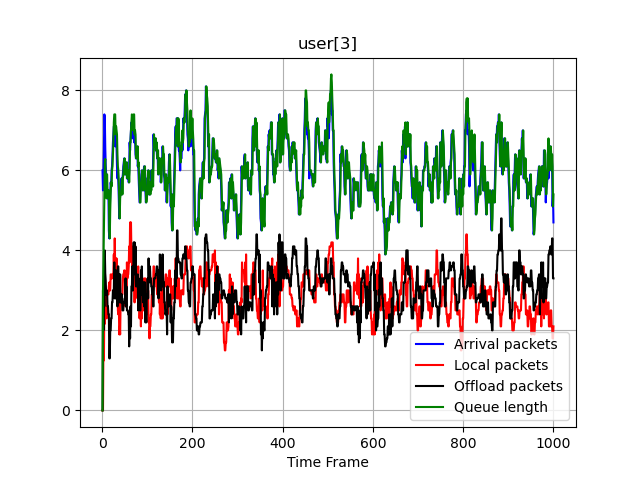 user[3]
8
6
4
2
0
0 200 400 600 800 1000
Time Frame
Arrival packets
Local packets
Offload packets
Queue length